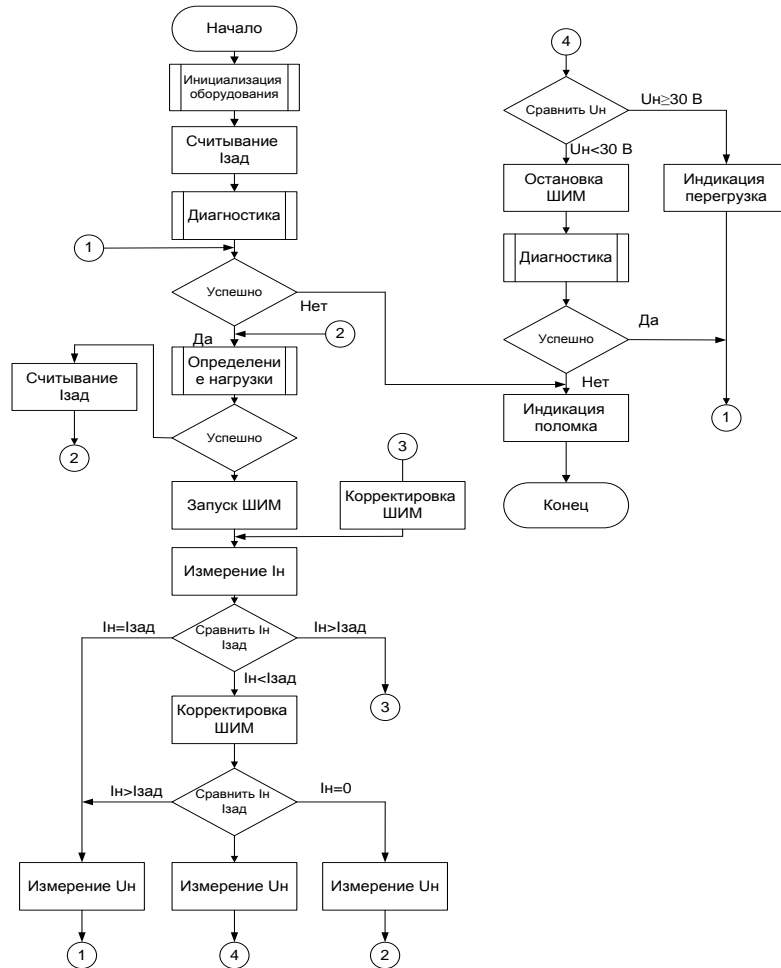 Начало
Инициализация
оборудования
Считывание
Iзад
Диагностика
1
Успешно
Нет
Да
2
Определени
е нагрузки
Считывание
Iзад
2
Успешно
3
Запуск ШИМ
Корректировка
ШИМ
Измерение Iн
Iн=Iзад
Сравнить Iн
Iзад
Iн>Iзад
Iн<Iзад
3
Корректировка
ШИМ
Iн>Iзад
Сравнить Iн
Iзад
Iн=0
Измерение Uн
Измерение Uн
Измерение Uн
1
4
2
4
Сравнить Uн
Uн≥30 В
Uн<30 В
Остановка
ШИМ
Индикация
перегрузка
Диагностика
Успешно
Да
Нет
Индикация
поломка
1
Конец